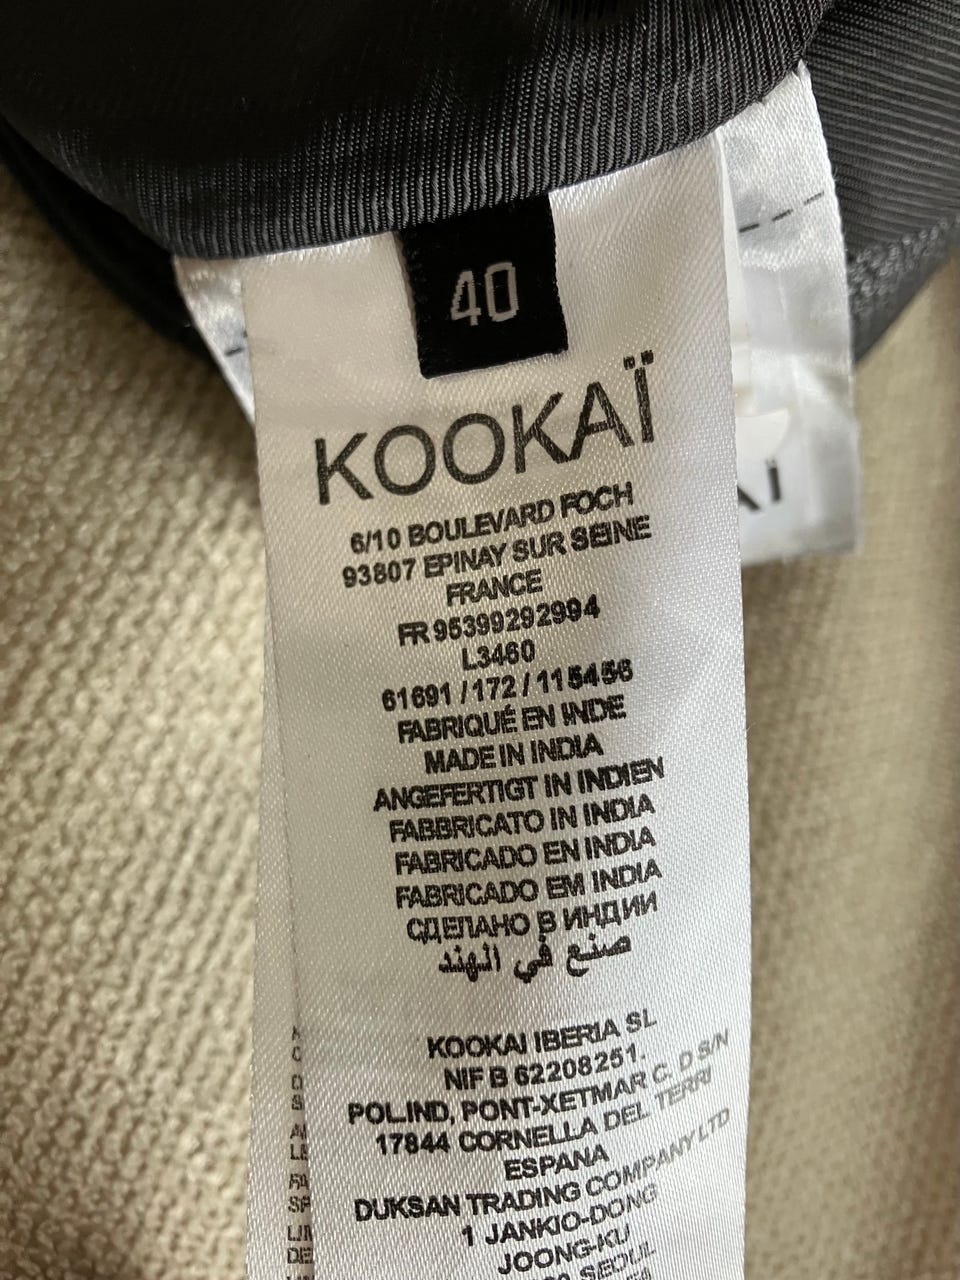 40
KOOKAÏ
6/10 BOULEVARD FOCH
93807 EPINAY SUR SEINE
FRANCE
FR 95399292994
L3460
61691 / 172 / 115456
FABRIQUÉ EN INDE
MADE IN INDIA
ANGEFERTIGT IN INDIEN
FABBRICATO IN INDIA
FABRICADO EN INDIA
FABRICADO EM INDIA
СДЕЛАНО В ИНДИИ
صنع في الهند
KOOKAI IBERIA SL
NIF B 62208251.
POL.IND, PONT-XETMAR C. D S/N
17844 CORNELLA DEL TERRI
ESPANA
DUKSAN TRADING COMPANY LTD
1 JANKIO-DONG
JOONG-KU
SEOUL